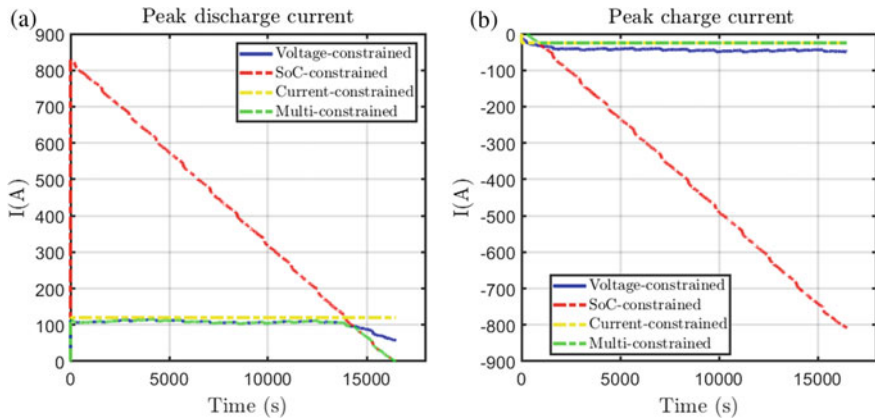 (a)
Peak discharge current
900
800
700
600
500
400
300
200
100
0
I(A)
Voltage-constrained
SoC-constrained
Current-constrained
Multi-constrained
0
5000
10000
15000
Time (s)
(b)
Peak charge current
0
-100
-200
-300
-400
-500
-600
-700
-800
-900
I(A)
Voltage-constrained
SoC-constrained
Current-constrained
Multi-constrained
0
5000
10000
15000
Time (s)